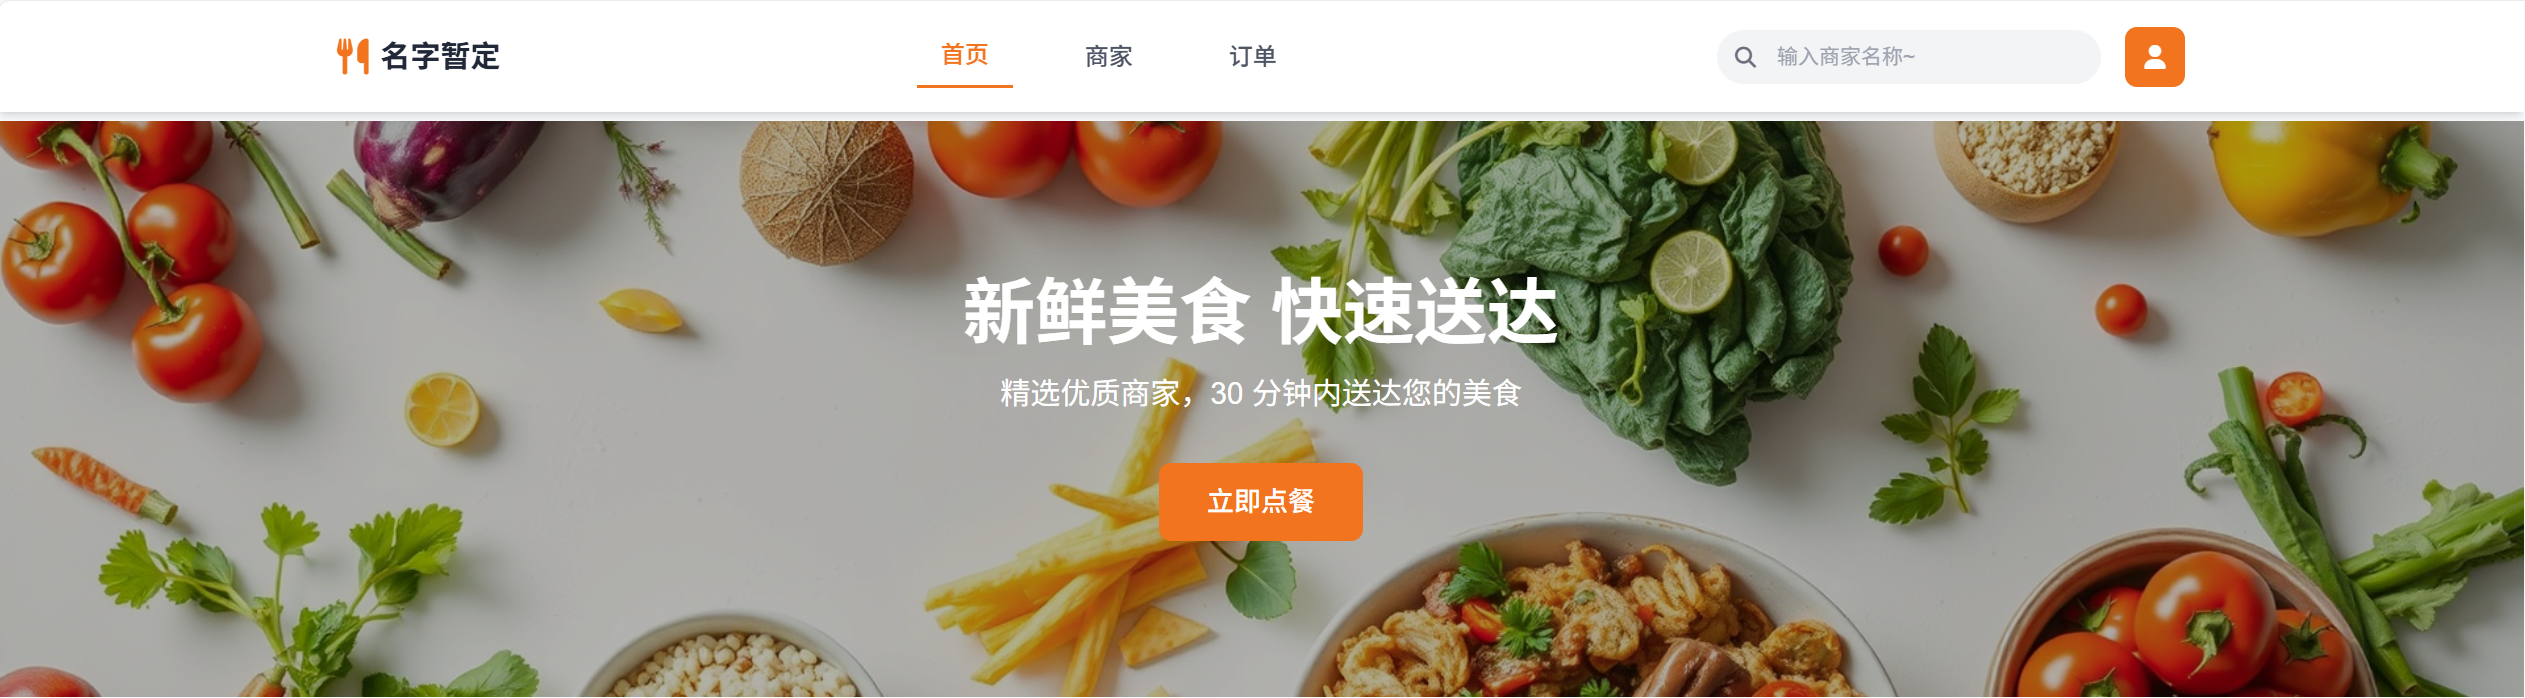 名字暂定
首页
商家
订单
输入商家名称~
新鲜美食 快速送达
精选优质商家，30 分钟内送达您的美食
立即点餐